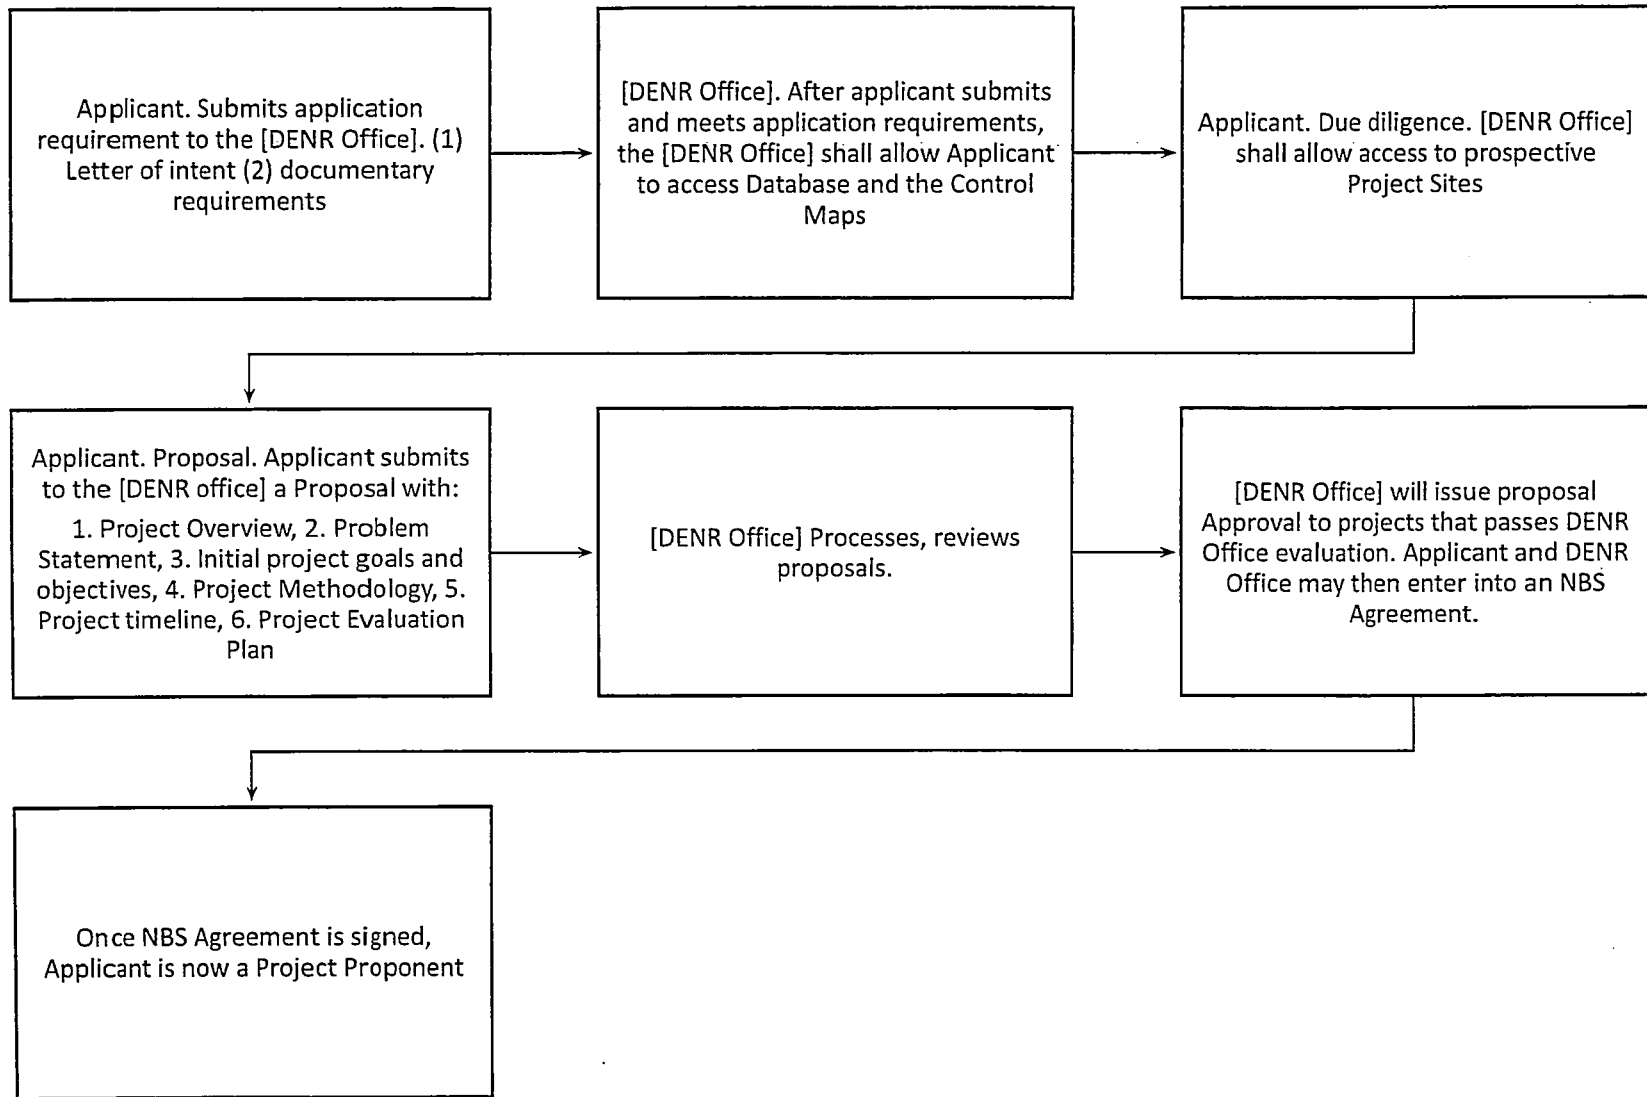 Applicant. Submits application
requirement to the [DENR Office]. (1)
Letter of intent (2) documentary
requirements
[DENR Office]. After applicant submits
and meets application requirements,
the [DENR Office] shall allow Applicant
to access Database and the Control
Maps
Applicant. Due diligence. [DENR Office]
shall allow access to prospective
Project Sites
Applicant. Proposal. Applicant submits
to the [DENR office] a Proposal with:
1. Project Overview, 2. Problem
Statement, 3. Initial project goals and
objectives, 4. Project Methodology, 5.
Project timeline, 6. Project Evaluation
Plan
[DENR Office] Processes, reviews
proposals.
[DENR Office] will issue proposal
Approval to projects that passes DENR
Office evaluation. Applicant and DENR
Office may then enter into an NBS
Agreement.
Once NBS Agreement is signed,
Applicant is now a Project Proponent